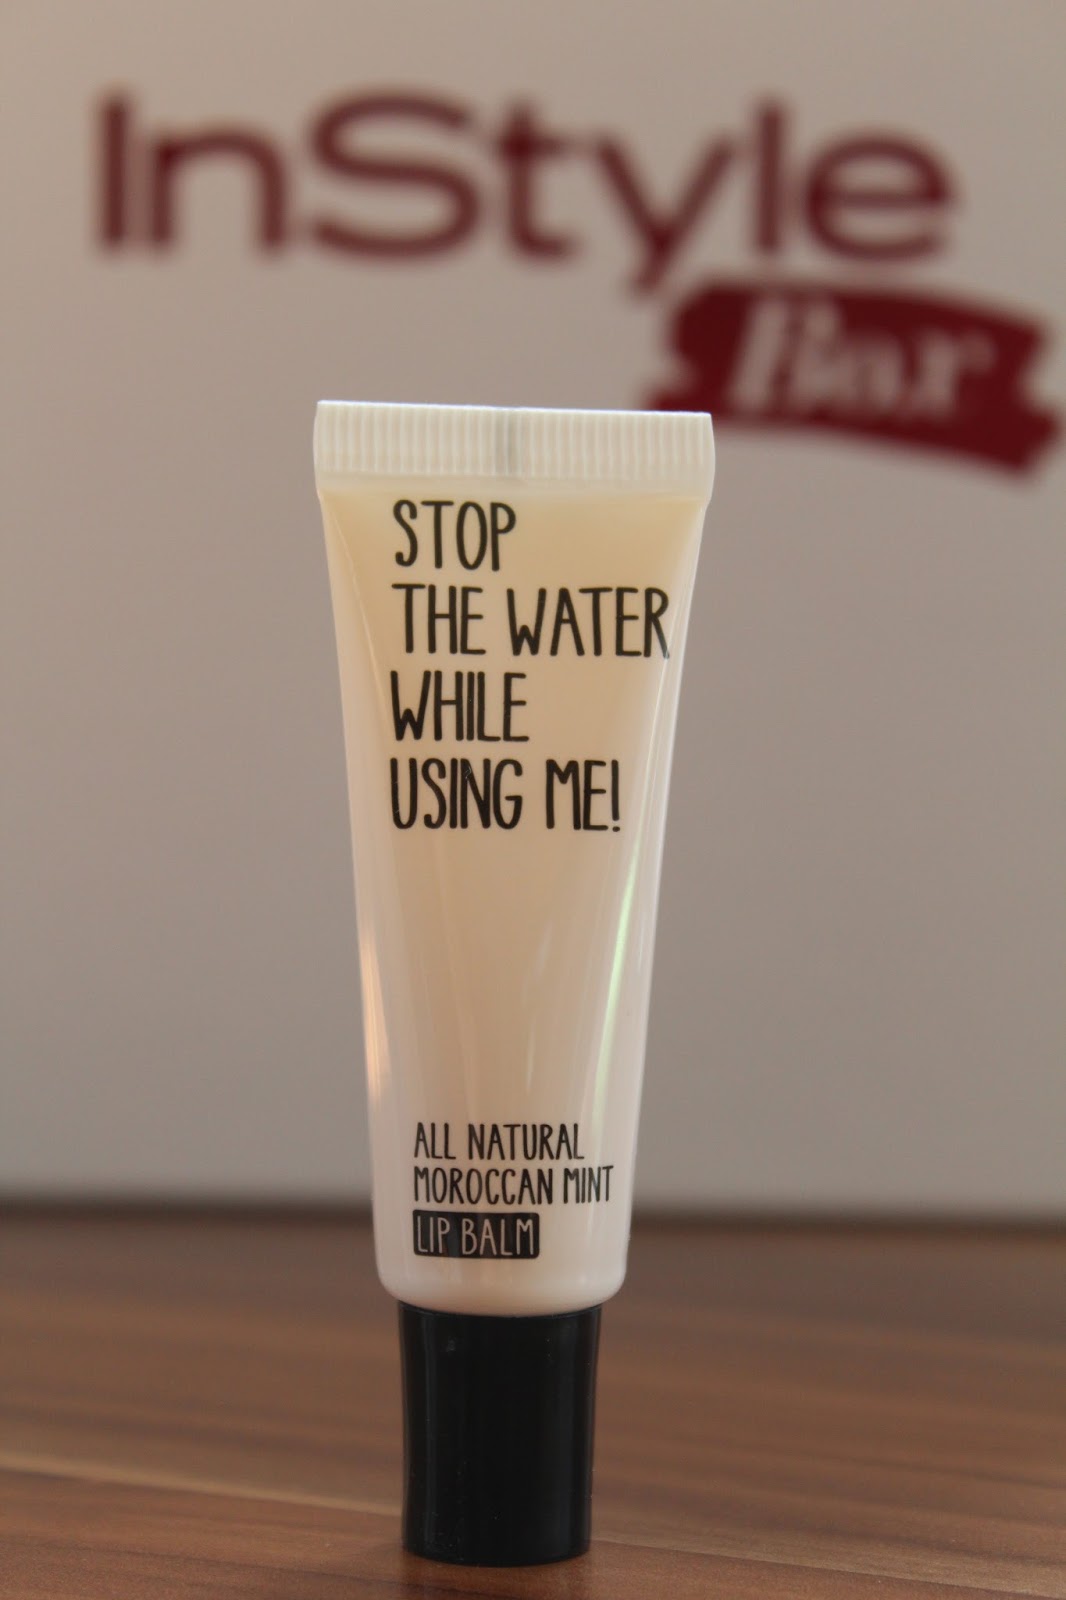 InStyle
Box
STOP
THE WATER
WHILE
USING ME!
ALL NATURAL
MOROCCAN MINT
LIP BALM